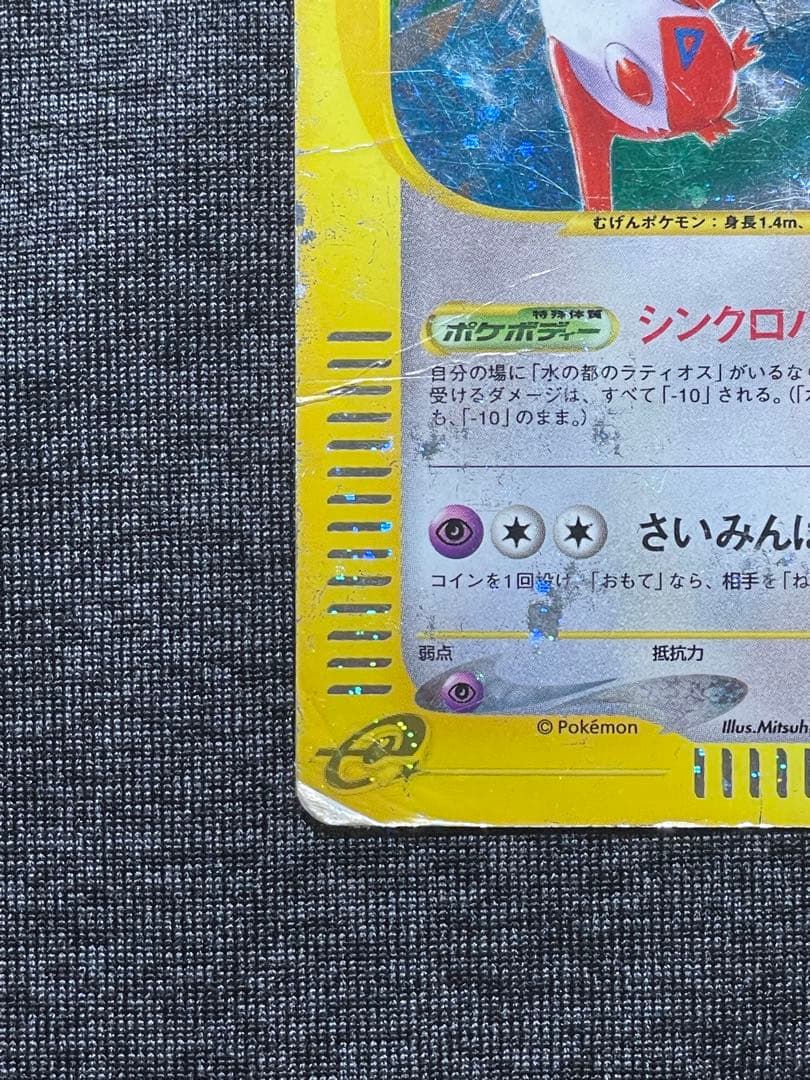 むげんポケモン：身長1.4m、
特殊体質
ポケボディー
シンクロ
自分の場に「水の都のラティオス」がいるなら
受けるダメージは、すべて「-10」される。（「
も、「-10」のまま。）
さいみん
コインを1回投げ、「おもて」なら、相手を「ね
弱点
抵抗力
© Pokémon
Illus.Mitsuh
e